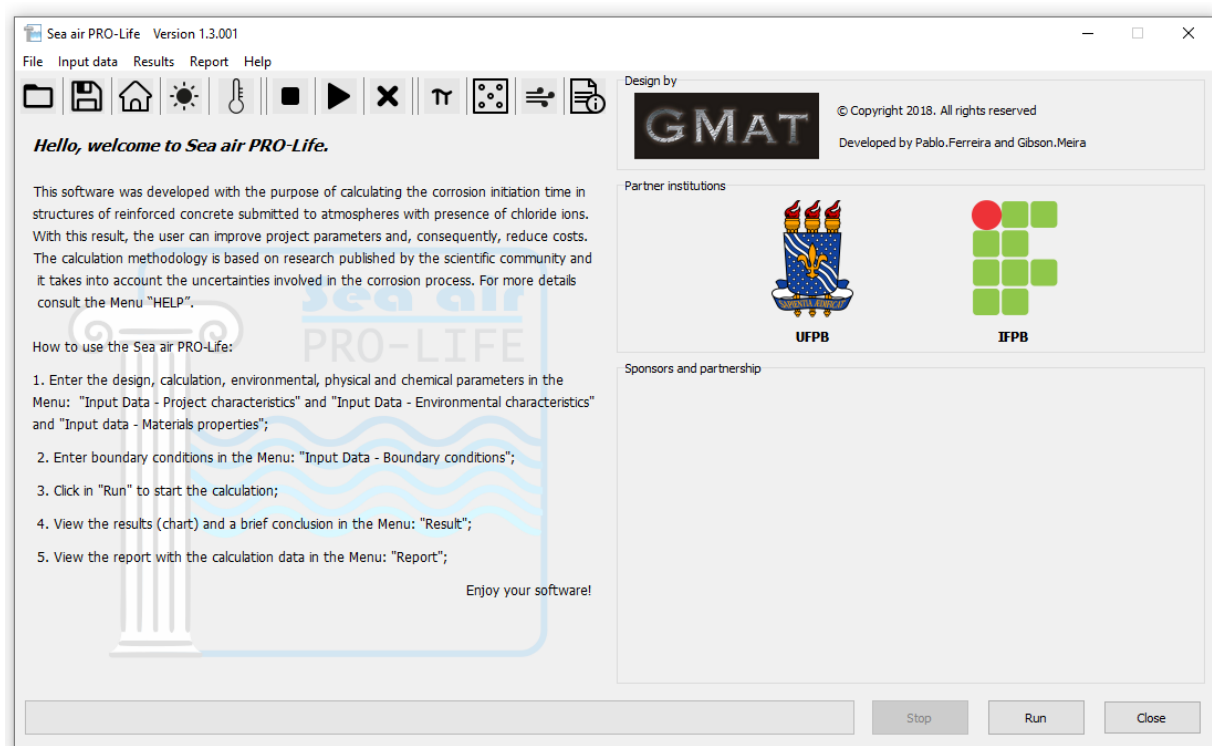 Sea air PRO-Life Version 1.3.001
File Input data Results Report Help
Hello, welcome to Sea air PRO-Life.
This software was developed with the purpose of calculating the corrosion initiation time in
structures of reinforced concrete submitted to atmospheres with presence of chloride ions.
With this result, the user can improve project parameters and, consequently, reduce costs.
The calculation methodology is based on research published by the scientific community and
it takes into account the uncertainties involved in the corrosion process. For more details
consult the Menu “HELP”.
Sea air
PRO-LIFE
How to use the Sea air PRO-Life:
1. Enter the design, calculation, environmental, physical and chemical parameters in the
Menu: "Input Data - Project characteristics" and "Input Data - Environmental characteristics"
and "Input data - Materials properties";
2. Enter boundary conditions in the Menu: "Input Data - Boundary conditions";
3. Click in "Run" to start the calculation;
4. View the results (chart) and a brief conclusion in the Menu: "Result";
5. View the report with the calculation data in the Menu: "Report";
Enjoy your software!
Design by
GMAT
© Copyright 2018. All rights reserved
Developed by Pablo.Ferreira and Gibson.Meira
Partner institutions
SAPIENTIA ÆDIFICAT
UFPB
IFPB
Sponsors and partnership
Stop Run Close